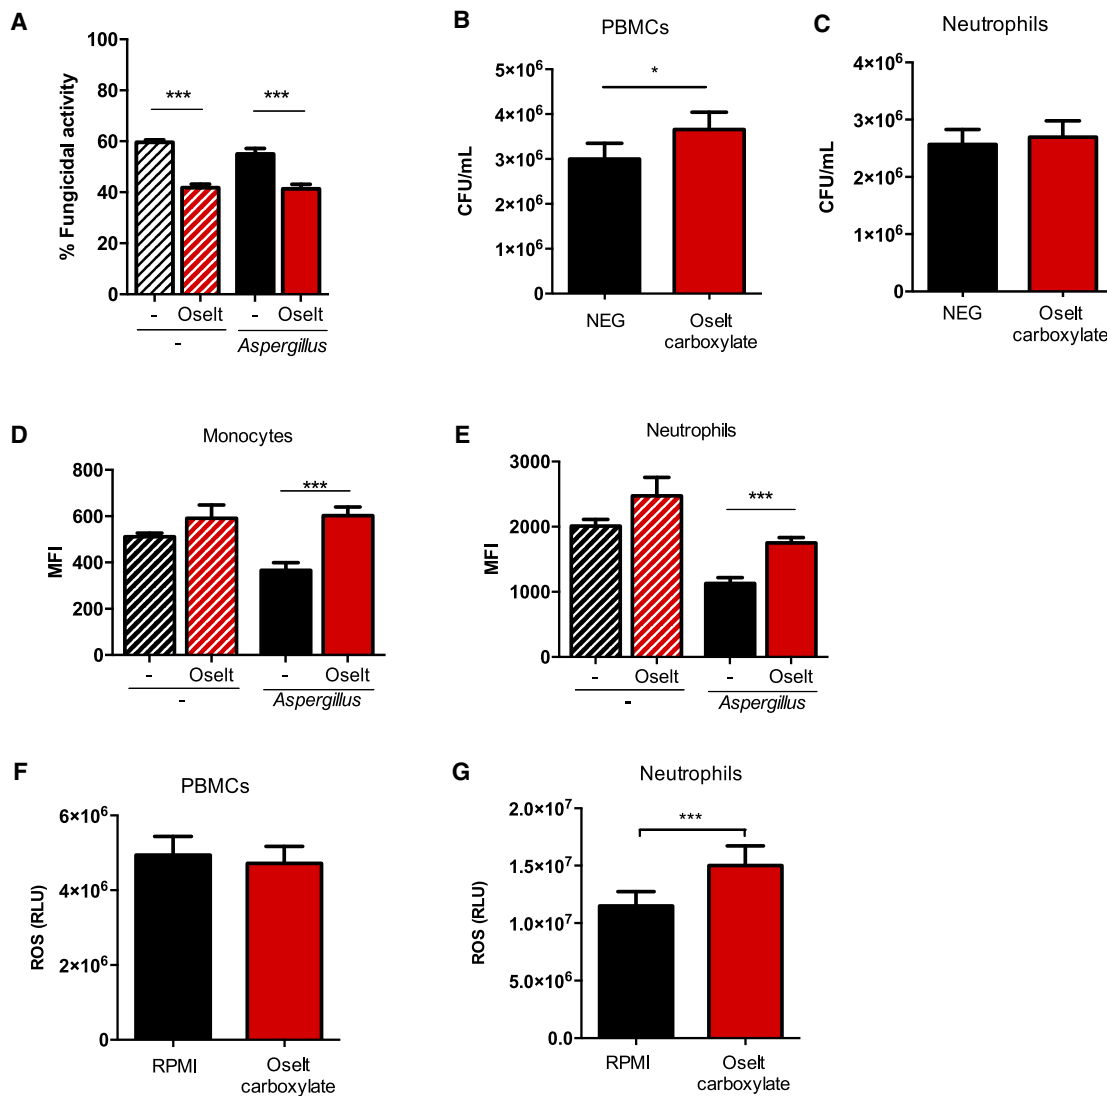 A
% Fungicidal activity
100
80
60
40
20
0
***
***
- Oselt - Oselt
- Aspergillus
B
PBMCs
CFU/mL
5×10⁶
4×10⁶
3×10⁶
2×10⁶
1×10⁶
0
*
NEG Oselt
carboxylate
C
Neutrophils
CFU/mL
4×10⁶
3×10⁶
2×10⁶
1×10⁶
0
NEG Oselt
carboxylate
D
Monocytes
MFI
800
600
400
200
0
***
- Oselt - Oselt
- Aspergillus
E
Neutrophils
MFI
3000
2000
1000
0
***
- Oselt - Oselt
- Aspergillus
F
PBMCs
ROS (RLU)
6×10⁶
4×10⁶
2×10⁶
0
RPMI Oselt
carboxylate
G
Neutrophils
ROS (RLU)
2.0×10⁷
1.5×10⁷
1.0×10⁷
5.0×10⁶
0.0
***
RPMI Oselt
carboxylate